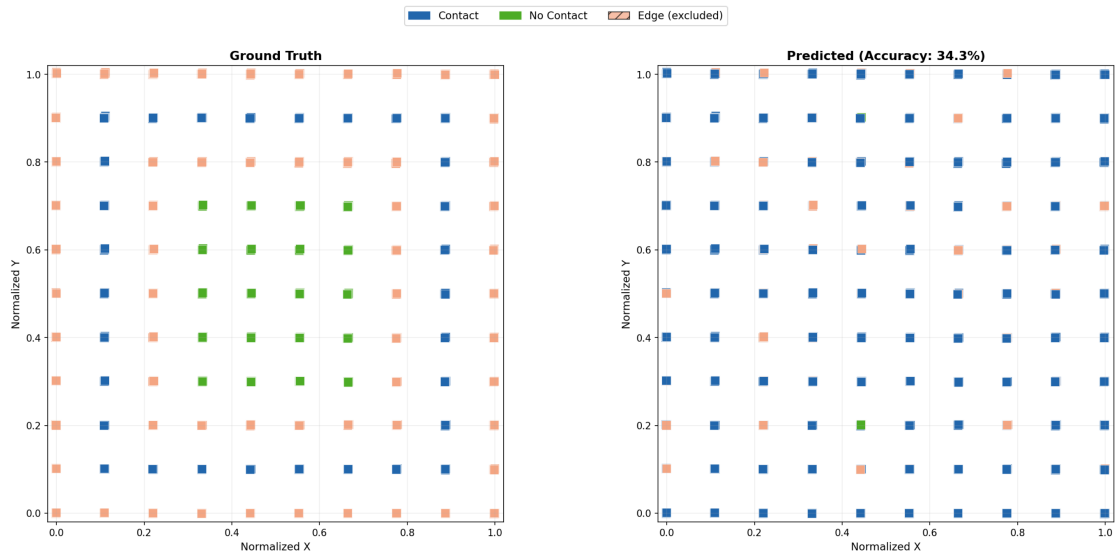 Contact No Contact Edge (excluded)
Ground Truth
1.0
0.8
0.6
0.4
0.2
0.0
Normalized Y
0.0 0.2 0.4 0.6 0.8 1.0
Normalized X
Predicted (Accuracy: 34.3%)
1.0
0.8
0.6
0.4
0.2
0.0
Normalized Y
0.0 0.2 0.4 0.6 0.8 1.0
Normalized X